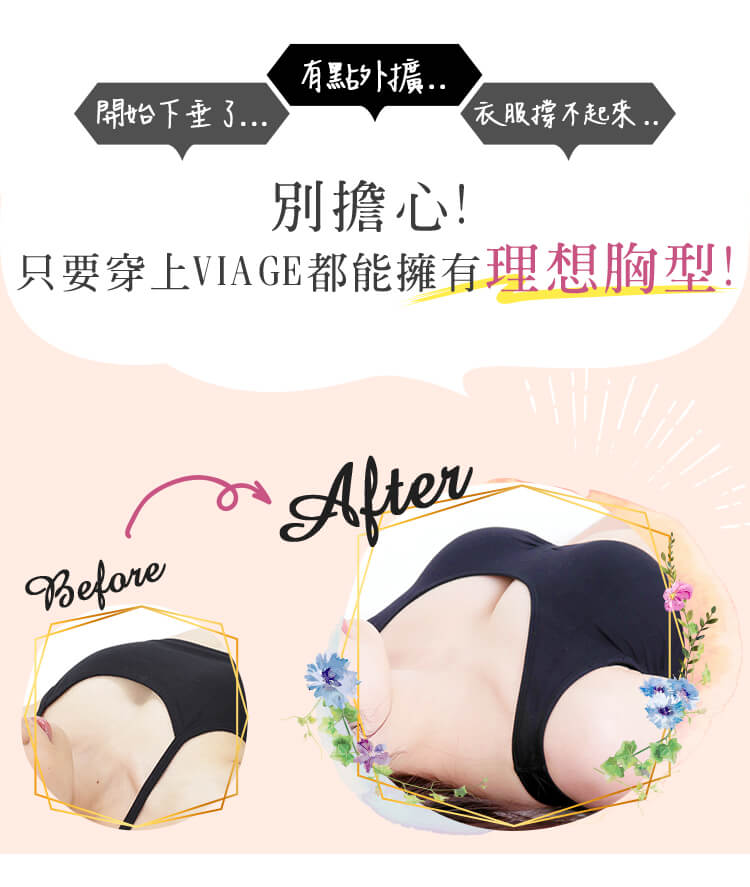 有點外擴..
開始下垂了...
衣服撐不起來..
別擔心!
只要穿上VIAGE都能擁有理想胸型!
After
Before